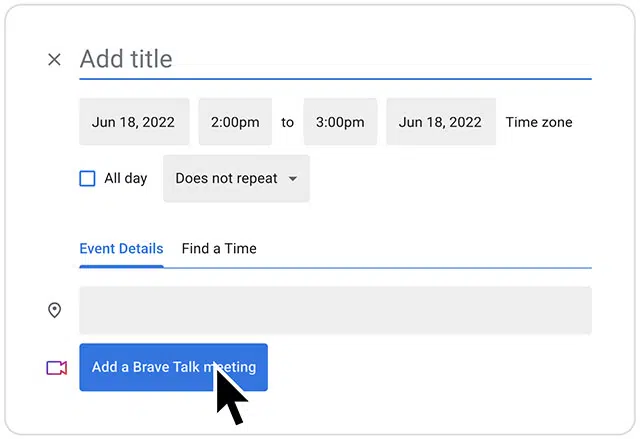 Add title
Jun 18, 2022 2:00pm to 3:00pm Jun 18, 2022 Time zone
All day Does not repeat
Event Details Find a Time
Add a Brave Talk meeting